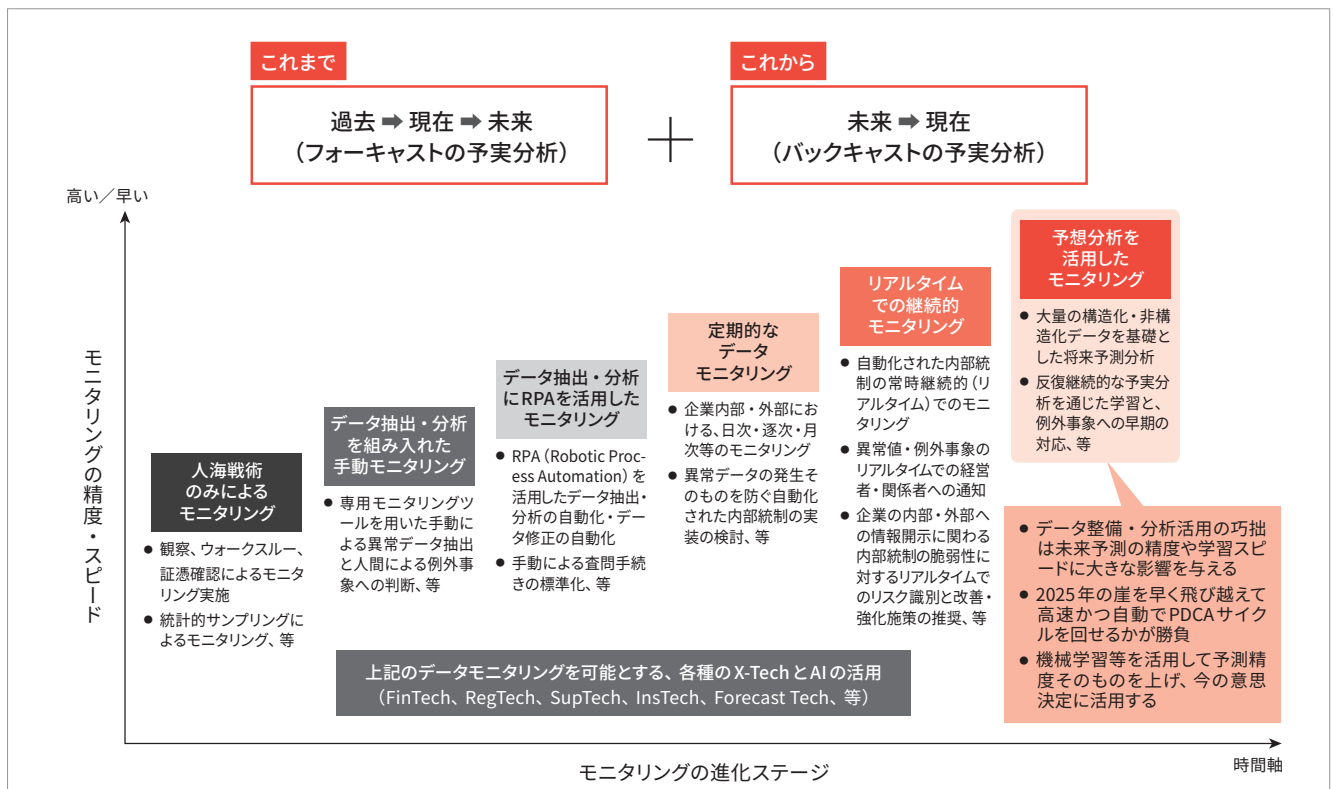 これまで
過去 ➡ 現在 ➡ 未来
（フォーキャストの予実分析）
＋
これから
未来 ➡ 現在
（バックキャストの予実分析）
高い／早い
モニタリングの精度・スピード
人海戦術
のみによる
モニタリング
● 観察、ウォークスルー、
証憑確認によるモニタ
リング実施
● 統計的サンプリングに
よるモニタリング、等
データ抽出・分析
を組み入れた
手動モニタリング
● 専用モニタリングツ
ールを用いた手動に
よる異常データ抽出
と人間による例外事
象への判断、等
データ抽出・分析
にRPAを活用した
モニタリング
● RPA（Robotic Proc-
ess Automation）を
活用したデータ抽出・
分析の自動化・デー
タ修正の自動化
● 手動による査問手続
きの標準化、等
定期的な
データ
モニタリング
● 企業内部・外部にお
ける、日次・逐次・月
次等のモニタリング
● 異常データの発生そ
のものを防ぐ自動化
された内部統制の実
装の検討、等
リアルタイム
での継続的
モニタリング
● 自動化された内部統
制の常時継続的（リ
アルタイム）でのモニ
タリング
● 異常値・例外事象の
リアルタイムでの経営
者・関係者への通知
● 企業の内部・外部へ
の情報開示に関わる
内部統制の脆弱性に
対するリアルタイムで
のリスク識別と改善・
強化施策の推奨、等
予想分析を
活用した
モニタリング
● 大量の構造化・非構
造化データを基礎と
した将来予測分析
● 反復継続的な予実分
析を通じた学習と、
例外事象への早期の
対応、等
● データ整備・分析活用の巧拙
は未来予測の精度や学習スピ
ードに大きな影響を与える
● 2025年の崖を早く飛び越えて
高速かつ自動でPDCAサイク
ルを回せるかが勝負
● 機械学習等を活用して予測精
度そのものを上げ、今の意思
決定に活用する
上記のデータモニタリングを可能とする、各種のX-TechとAIの活用
（FinTech、RegTech、SupTech、InsTech、Forecast Tech、等）
モニタリングの進化ステージ
時間軸